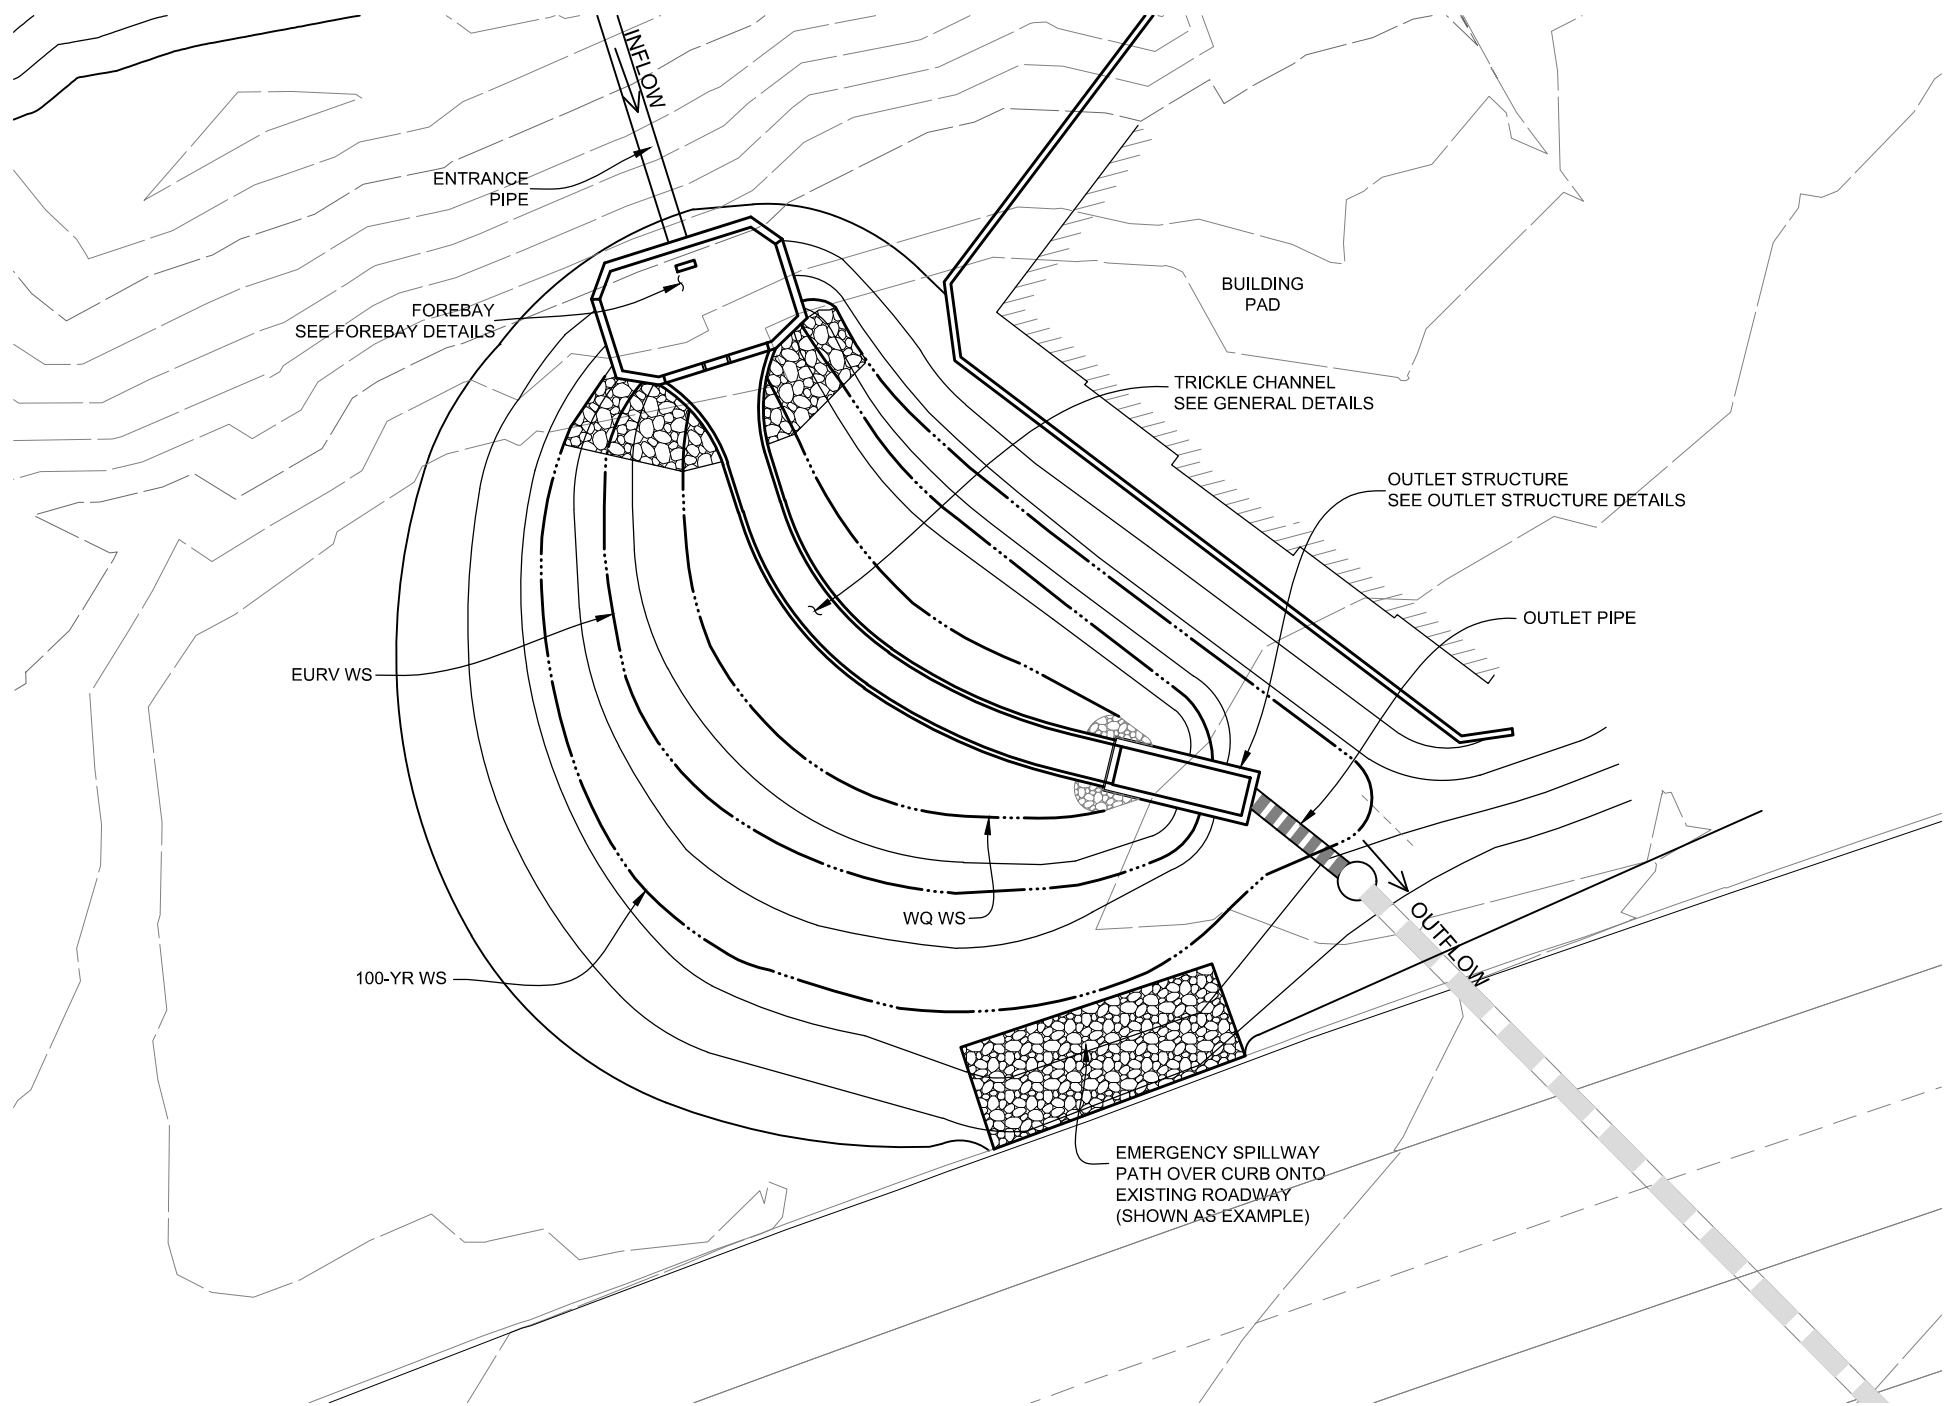 INFLOW
ENTRANCE
PIPE
BUILDING
PAD
FOREBAY
SEE FOREBAY DETAILS
TRICKLE CHANNEL
SEE GENERAL DETAILS
OUTLET STRUCTURE
SEE OUTLET STRUCTURE DETAILS
OUTLET PIPE
EURV WS
WQ WS
OUTFLOW
100-YR WS
EMERGENCY SPILLWAY
PATH OVER CURB ONTO
EXISTING ROADWAY
(SHOWN AS EXAMPLE)